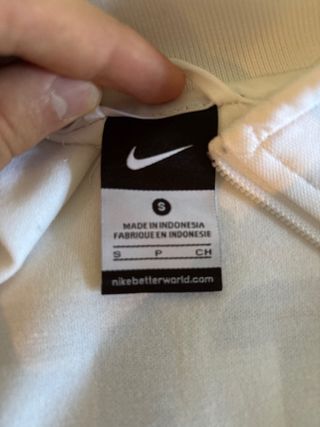 S
MADE IN INDONESIA
FABRIQUE EN INDONESIE
S P CH
nikebetterworld.com